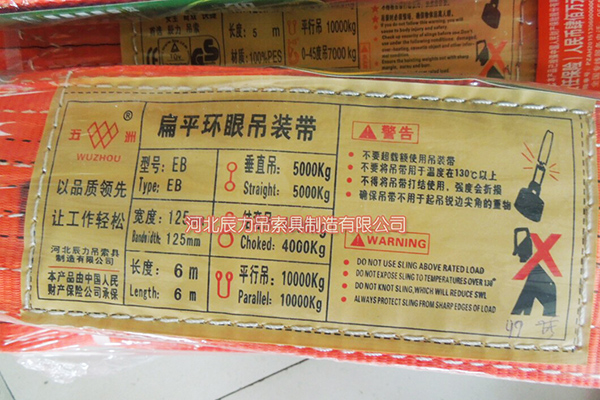 长度: 5 m
平行吊 10000kg
材质: 100%PES
0-45度吊7000 kg
五 洲 ®
WUZHOU
以品质领先
让工作轻松
河北辰力吊索具
制造有限公司
本产品由中国人民
财产保险公司承保
扁平环眼吊装带
型号: EB
Type: EB
垂直吊: 5000Kg
Straight: 5000Kg
宽度: 125
Bandwidth: 125mm
Choked: 4000Kg
河北辰力吊索具制造有限公司
长度: 6 m
Length: 6 m
平行吊: 10000Kg
Parallel: 10000Kg
警告
不要超载额使用吊装带
不要将吊带用于温度在130℃以上
不得将吊带打结使用，强度会折损
确保吊带不用于起吊锐边尖角的重物
WARNING
DO NOT USE SLING ABOVE RATED LOAD
DO NOT EXPOSE SLING TO TEMPERATURES OVER 130°
DO NOT KNOT SLING, WHICH WILL REDUCE SWL
ALWAYS PROTECT SLING FROM SHARP EDGES OF LOAD